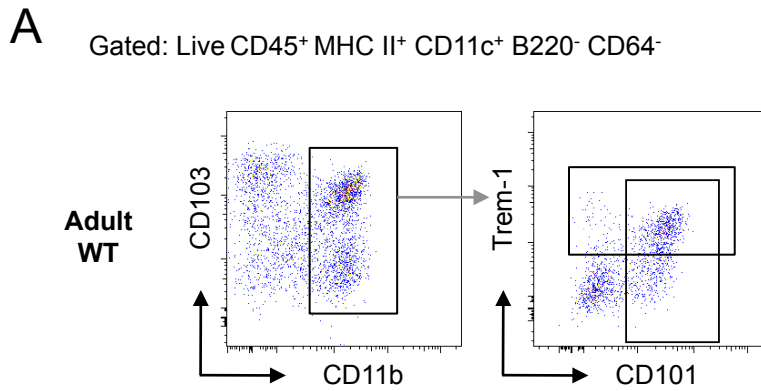 A
Gated: Live CD45⁺ MHC II⁺ CD11c⁺ B220⁻ CD64⁻
Adult
WT
CD103
CD11b
Trem-1
CD101